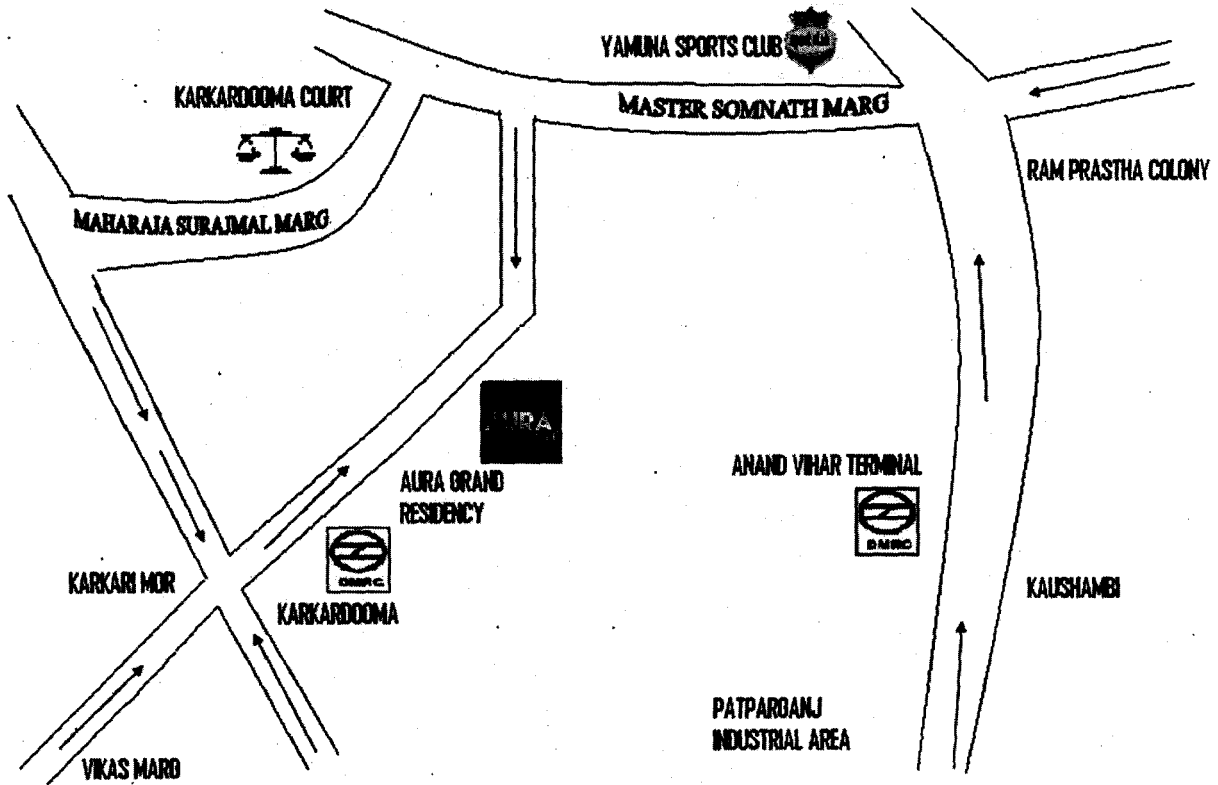 YAMUNA SPORTS CLUB
KARKARDOOMA COURT
MASTER SOMNATH MARG
RAM PRASTHA COLONY
MAHARAJA SURAJMAL MARG
AURA
ANAND VIHAR TERMINAL
AURA GRAND
RESIDENCY
DMRC
DMRC
KARKARI MOR
KARKARDOOMA
KAUSHAMBI
PATPARGANJ
INDUSTRIAL AREA
VIKAS MARG